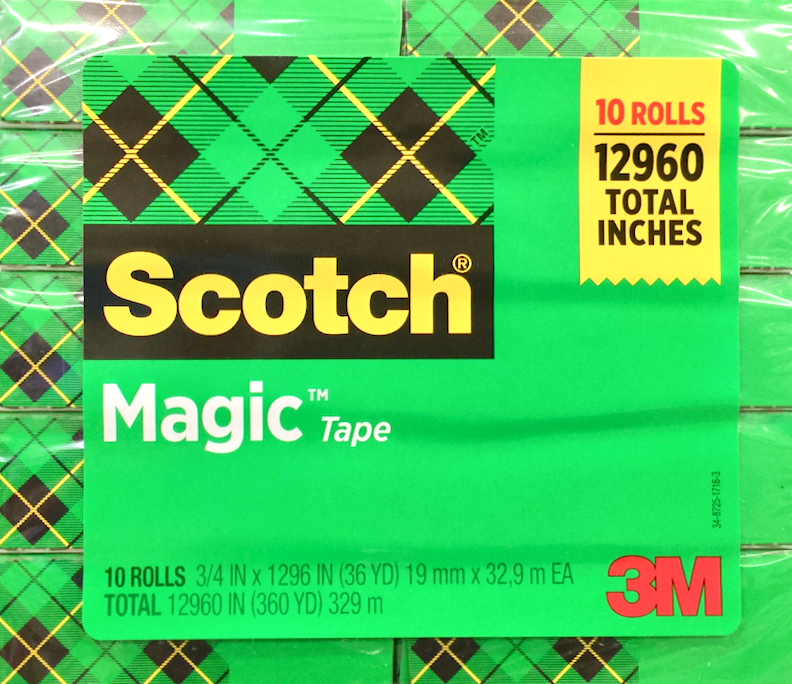 10 ROLLS
12960
TOTAL
INCHES
™
Scotch®
Magic™ Tape
34-8725-1716-3
10 ROLLS 3/4 IN x 1296 IN (36 YD) 19 mm x 32,9 m EA
TOTAL 12960 IN (360 YD) 329 m
3M